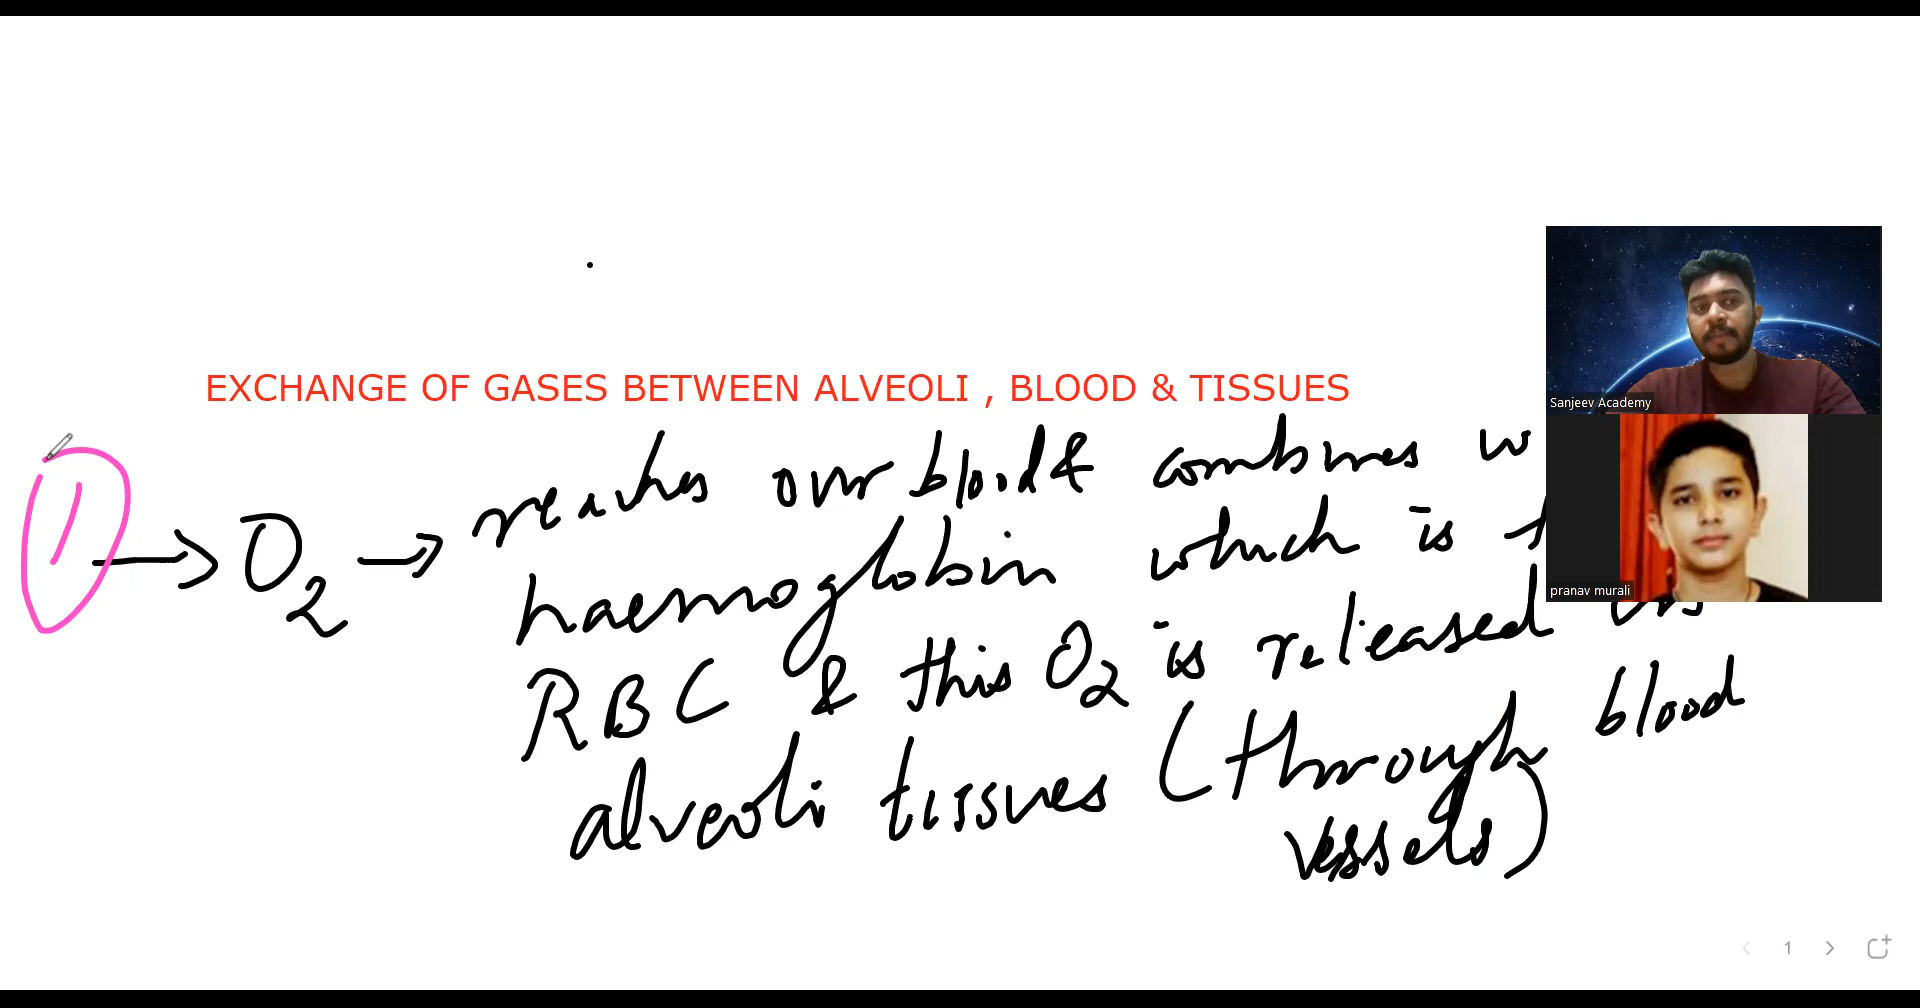 EXCHANGE OF GASES BETWEEN ALVEOLI , BLOOD & TISSUES
Sanjeev Academy
pranav murali
1 → O2 → reaches our blood & combines w
haemoglobin which is
RBC & this O2 is released
alveoli tissues (through blood
vessels)
1